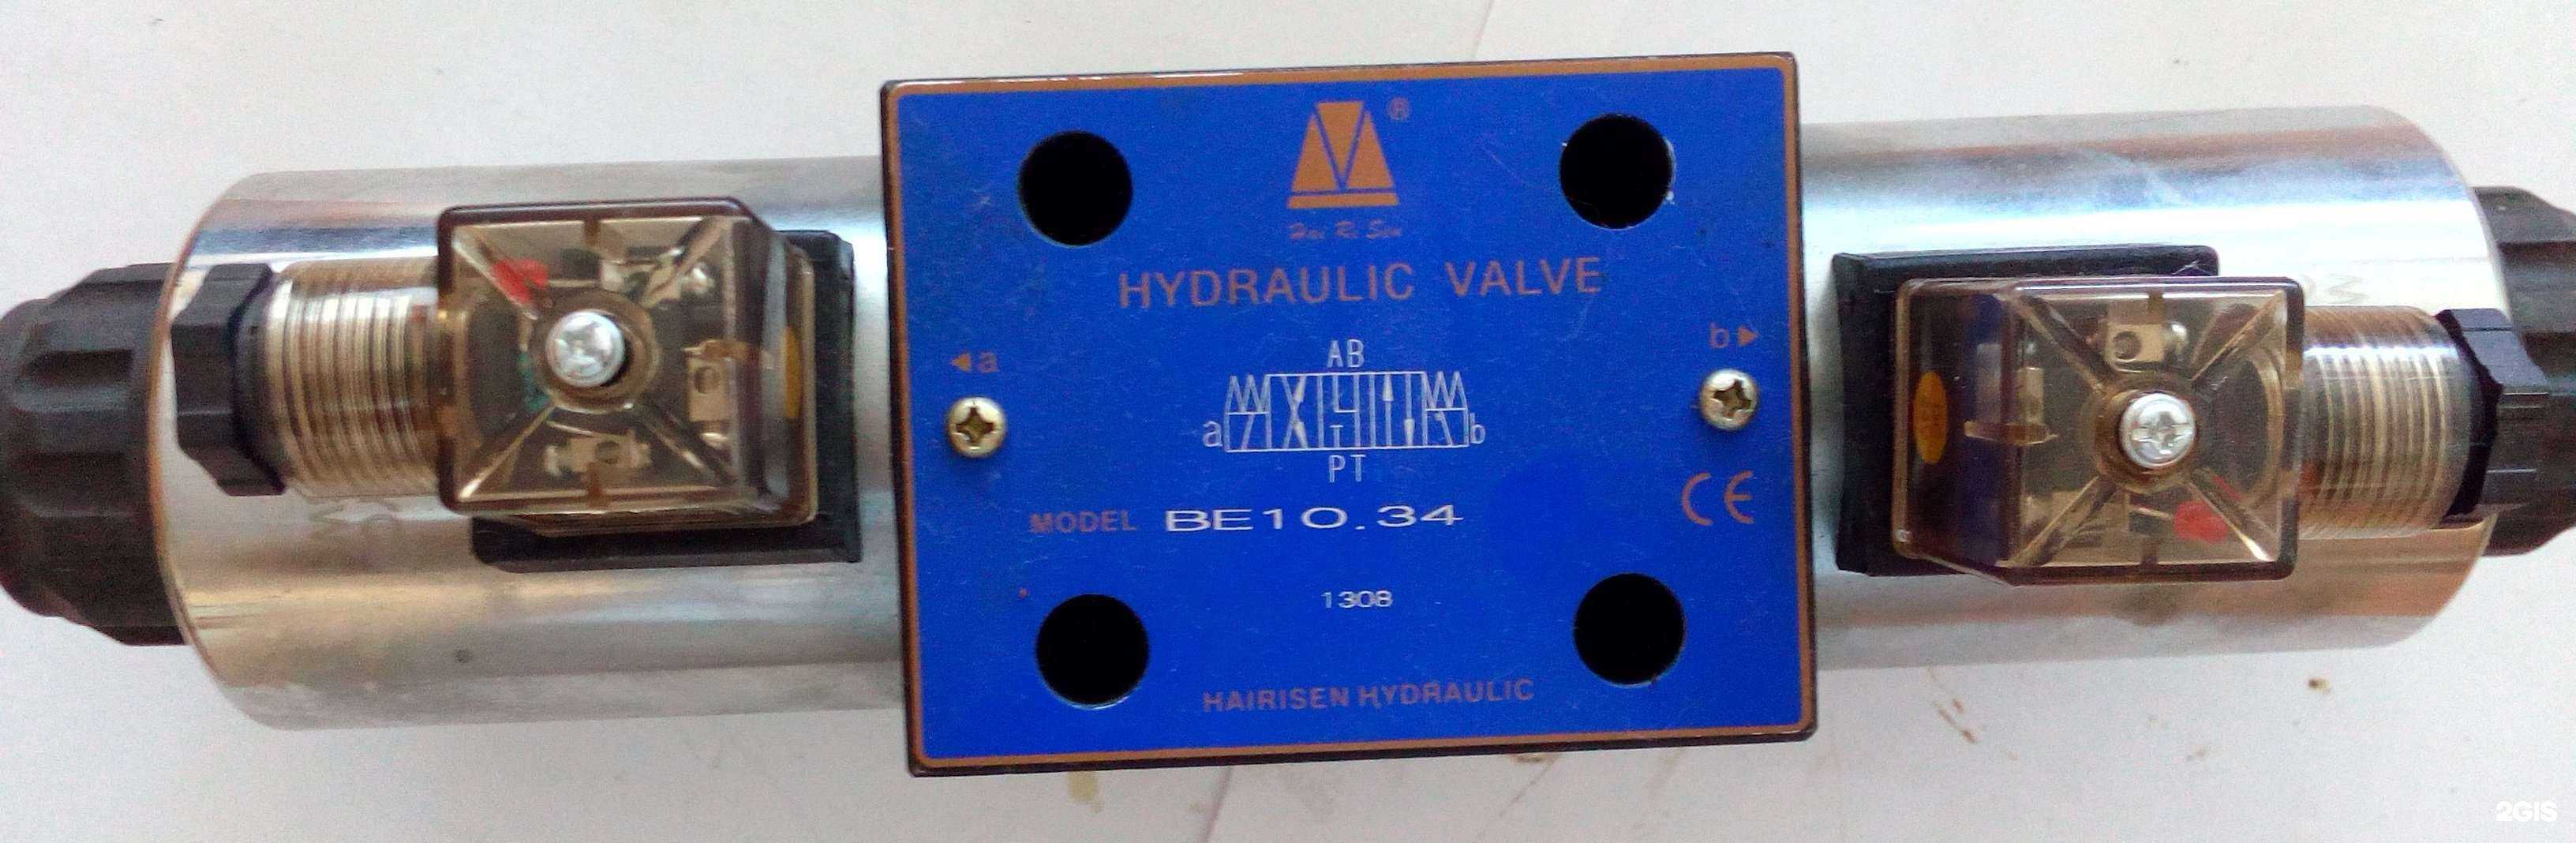 ®
Hai Ri Sen
HYDRAULIC VALVE
◄a
b►
AB
a
b
PT
MODEL BE10.34
CE
1308
HAIRISEN HYDRAULIC
2GIS